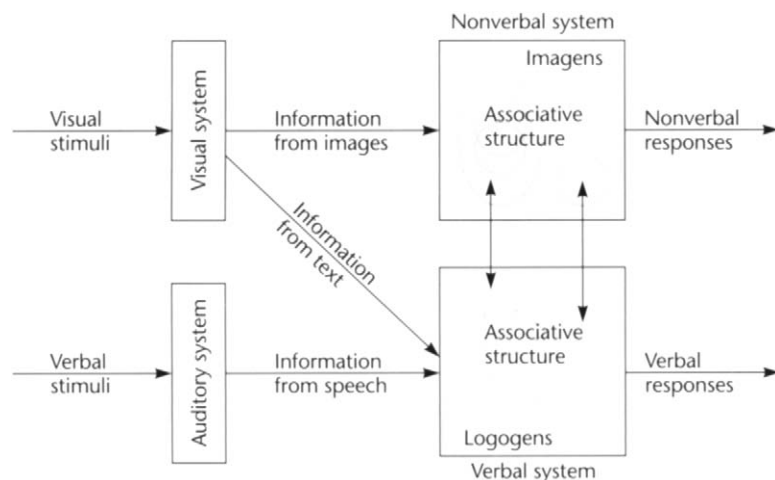 Nonverbal system
Imagens
Visual
stimuli
Visual system
Information
from images
Associative
structure
Nonverbal
responses
Information
from text
Verbal
stimuli
Auditory system
Information
from speech
Associative
structure
Verbal
responses
Logogens
Verbal system